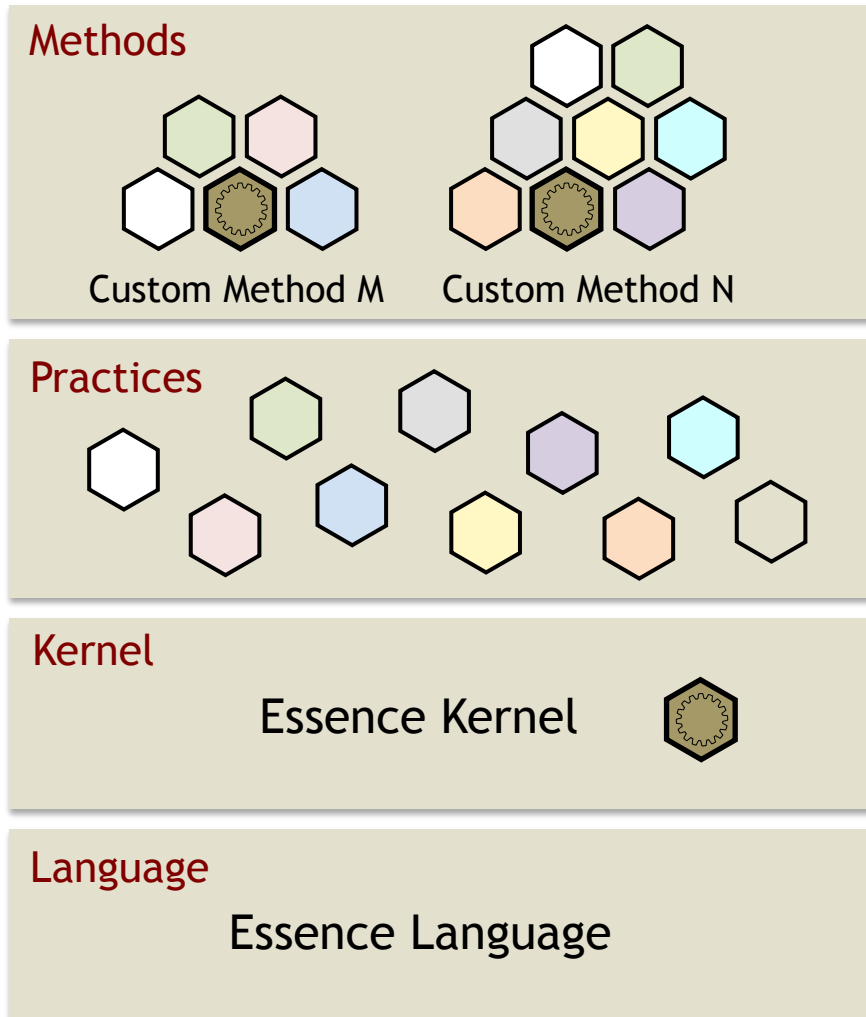 Methods
Custom Method M
Custom Method N
Practices
Kernel
Essence Kernel
Language
Essence Language